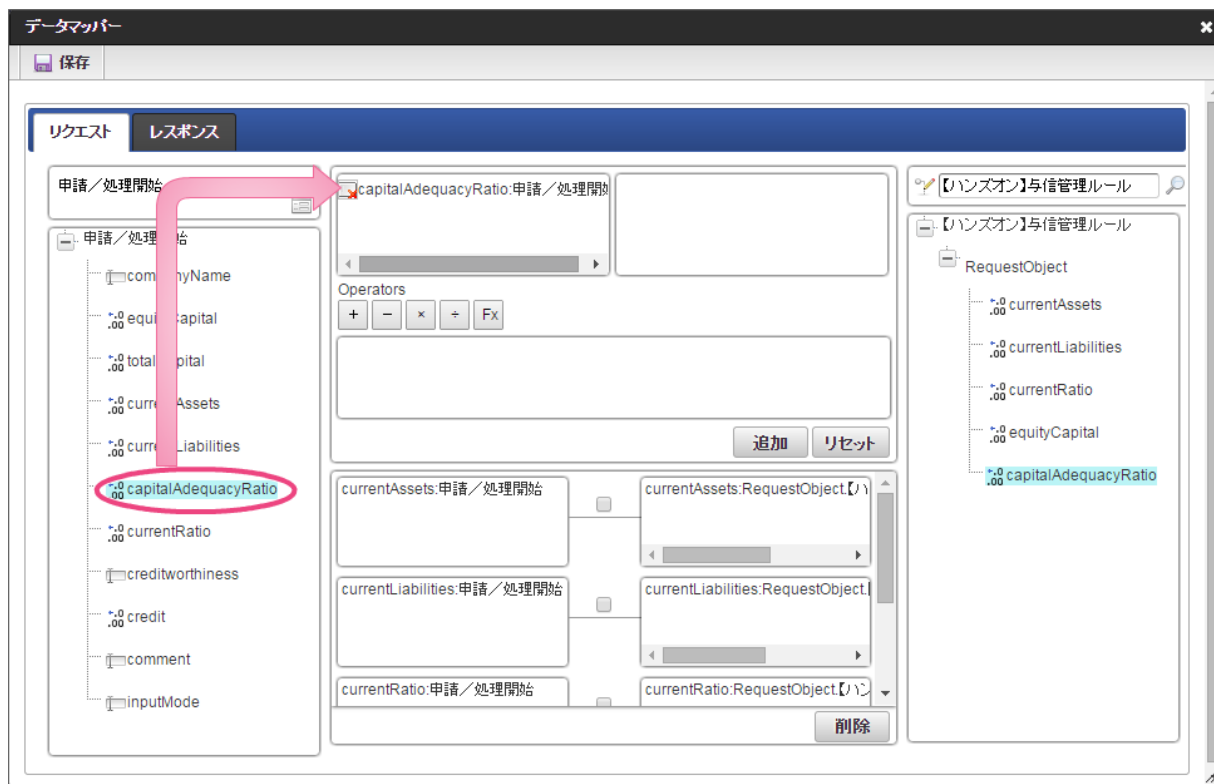 データマッパー
保存
リクエスト
レスポンス
申請／処理開始
申請／処理開始
companyName
equityCapital
totalCapital
currentAssets
currentLiabilities
capitalAdequacyRatio
currentRatio
creditworthiness
credit
comment
inputMode
capitalAdequacyRatio:申請／処理開始
Operators
+ − × ÷ Fx
追加 リセット
currentAssets:申請／処理開始
currentAssets:RequestObject.【ハ
currentLiabilities:申請／処理開始
currentLiabilities:RequestObject.【
currentRatio:申請／処理開始
currentRatio:RequestObject.【ハン
削除
【ハンズオン】与信管理ルール
【ハンズオン】与信管理ルール
RequestObject
currentAssets
currentLiabilities
currentRatio
equityCapital
capitalAdequacyRatio